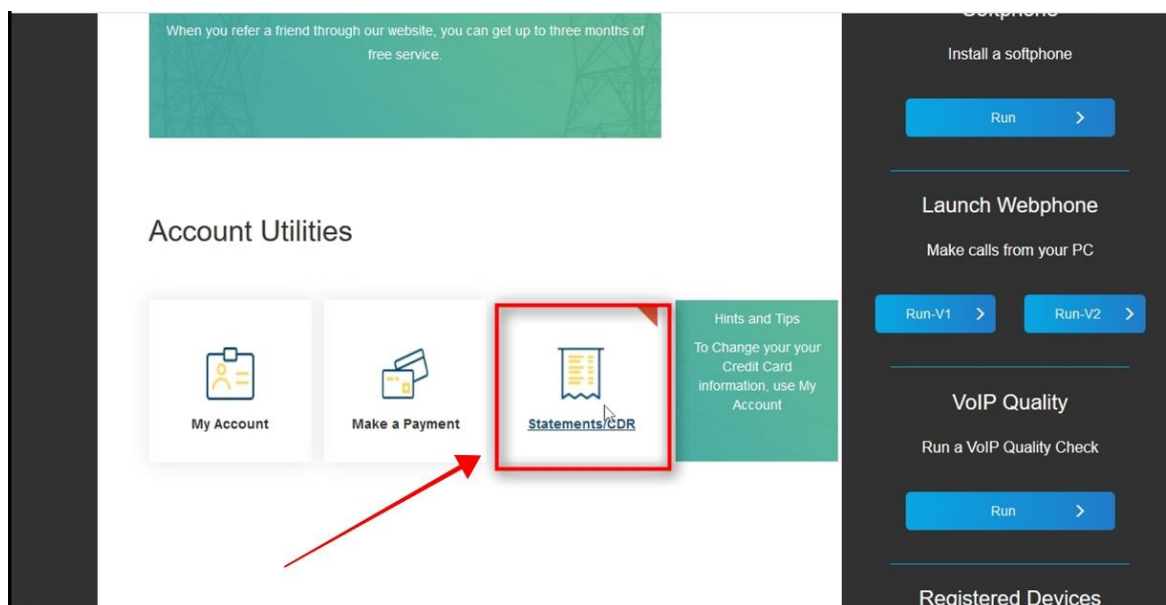 When you refer a friend through our website, you can get up to three months of
free service.
Account Utilities
My Account
Make a Payment
Statements/CDR
Hints and Tips
To Change your your
Credit Card
information, use My
Account
Softphone
Install a softphone
Run
Launch Webphone
Make calls from your PC
Run-V1
Run-V2
VoIP Quality
Run a VoIP Quality Check
Run
Registered Devices